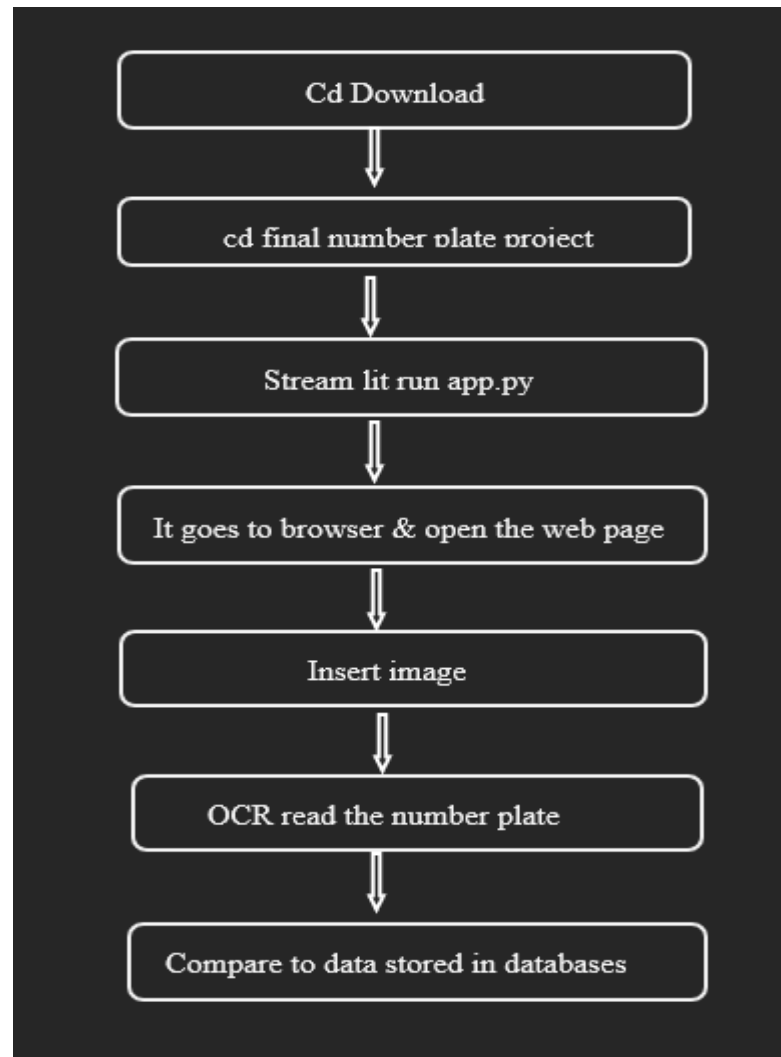 Cd Download
cd final number plate project
Stream lit run app.py
It goes to browser & open the web page
Insert image
OCR read the number plate
Compare to data stored in databases